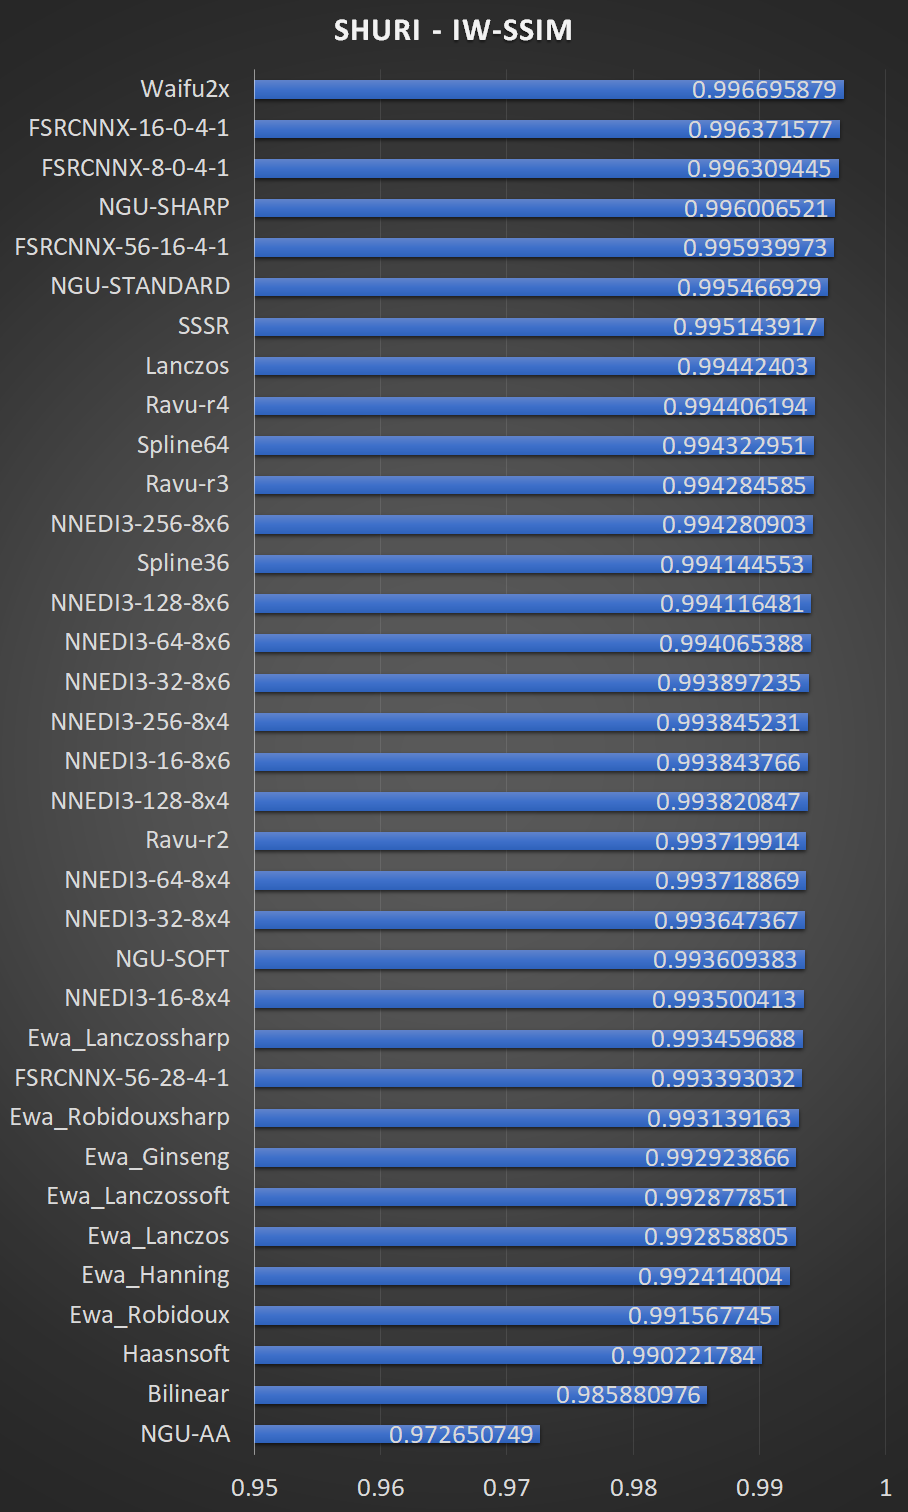 SHURI - IW-SSIM
Waifu2x 0.996695879
FSRCNNX-16-0-4-1 0.996371577
FSRCNNX-8-0-4-1 0.996309445
NGU-SHARP 0.996006521
FSRCNNX-56-16-4-1 0.995939973
NGU-STANDARD 0.995466929
SSSR 0.995143917
Lanczos 0.99442403
Ravu-r4 0.994406194
Spline64 0.994322951
Ravu-r3 0.994284585
NNEDI3-256-8x6 0.994280903
Spline36 0.994144553
NNEDI3-128-8x6 0.994116481
NNEDI3-64-8x6 0.994065388
NNEDI3-32-8x6 0.993897235
NNEDI3-256-8x4 0.993845231
NNEDI3-16-8x6 0.993843766
NNEDI3-128-8x4 0.993820847
Ravu-r2 0.993719914
NNEDI3-64-8x4 0.993718869
NNEDI3-32-8x4 0.993647367
NGU-SOFT 0.993609383
NNEDI3-16-8x4 0.993500413
Ewa_Lanczossharp 0.993459688
FSRCNNX-56-28-4-1 0.993393032
Ewa_Robidouxsharp 0.993139163
Ewa_Ginseng 0.992923866
Ewa_Lanczossoft 0.992877851
Ewa_Lanczos 0.992858805
Ewa_Hanning 0.992414004
Ewa_Robidoux 0.991567745
Haasnsoft 0.990221784
Bilinear 0.985880976
NGU-AA 0.972650749
0.95 0.96 0.97 0.98 0.99 1